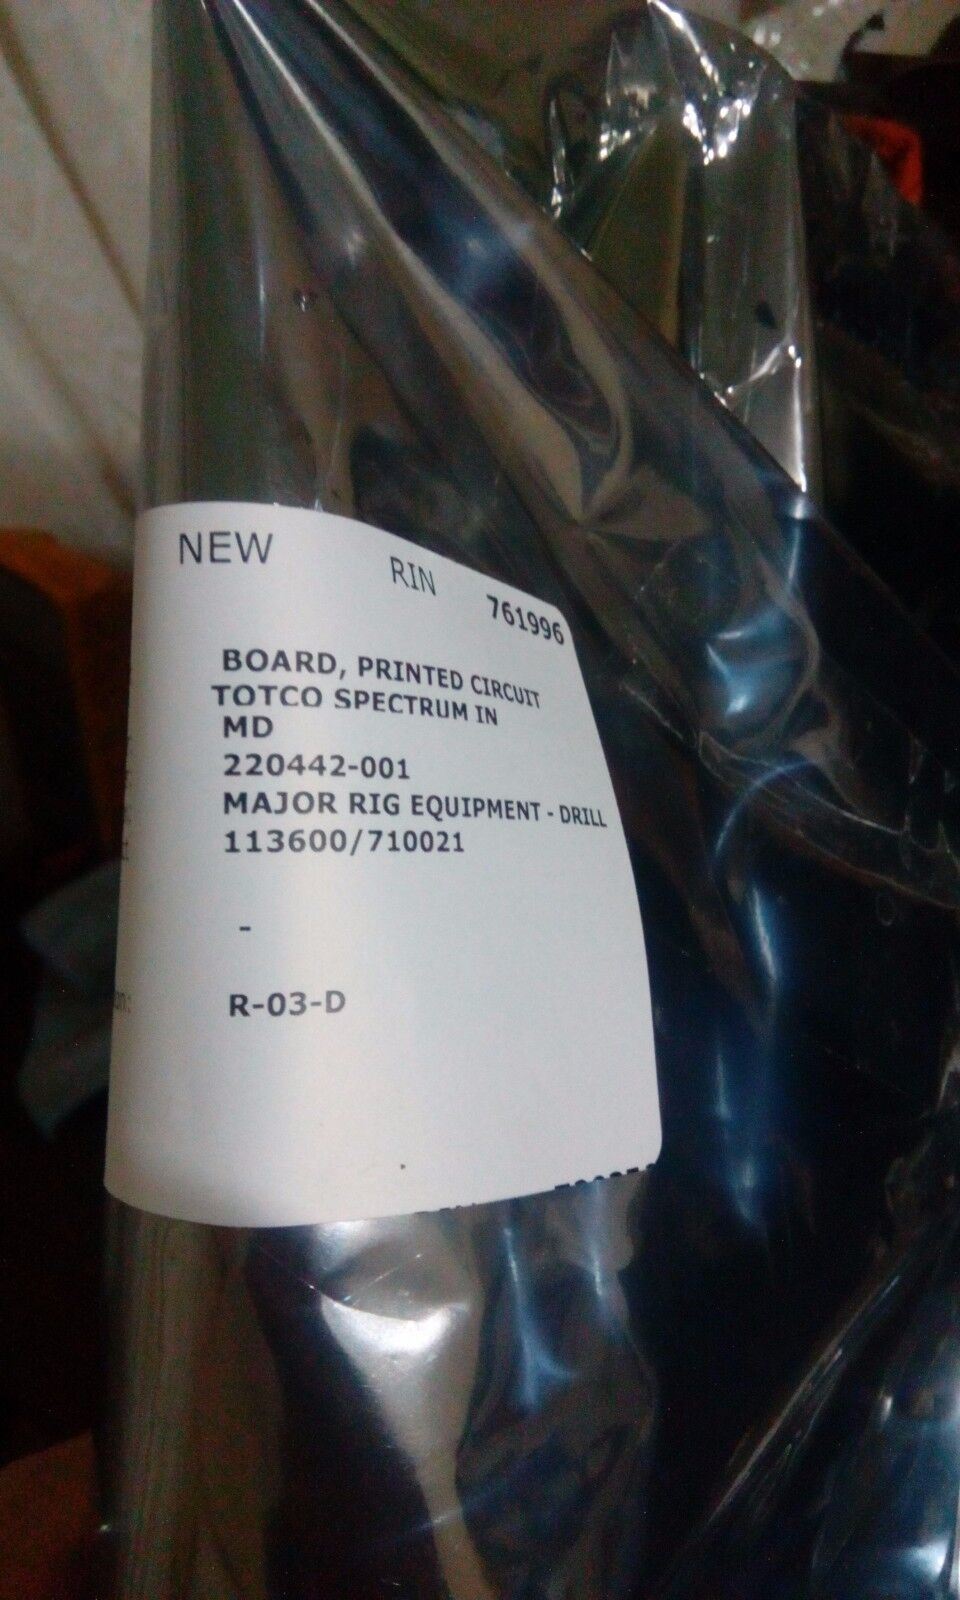 NEW RIN 761996
BOARD, PRINTED CIRCUIT
TOTCO SPECTRUM IN
MD
220442-001
MAJOR RIG EQUIPMENT - DRILL
113600/710021
-
R-03-D